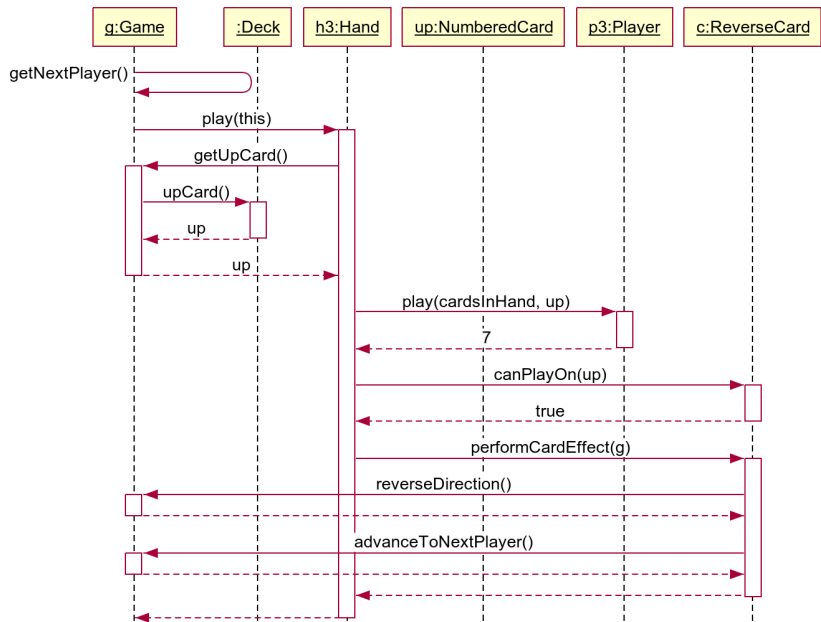 g:Game
:Deck
h3:Hand
up:NumberedCard
p3:Player
c:ReverseCard
getNextPlayer()
play(this)
getUpCard()
upCard()
up
up
play(cardsInHand, up)
7
canPlayOn(up)
true
performCardEffect(g)
reverseDirection()
advanceToNextPlayer()